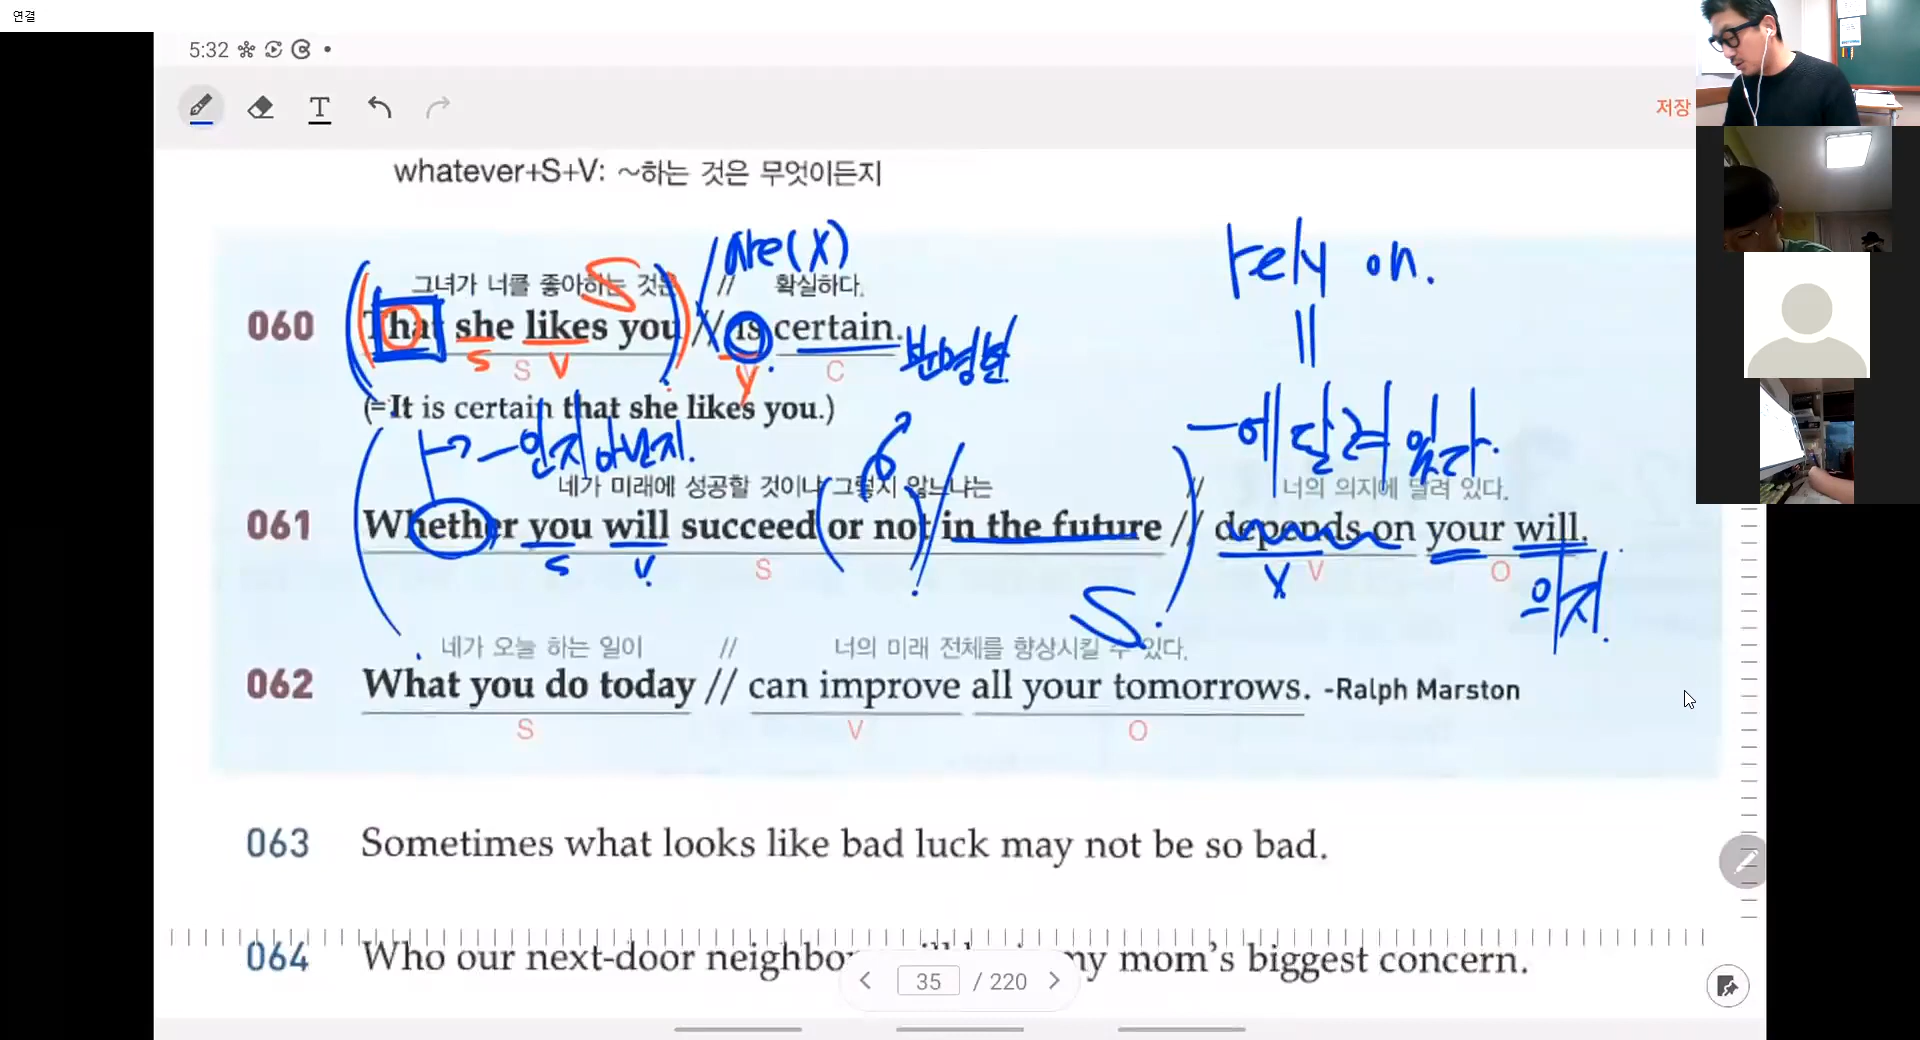 연결
5:32
T
저장
whatever+S+V: ~하는 것은 무엇이든지
are(X)
rely on.
그녀가 너를 좋아하는 것은 // 확실하다.
S
060 That she likes you // is certain.
S V S V C
(=It is certain that she likes you.)
=
-에 달려 있다.
-인지 아닌지.
네가 미래에 성공할 것이냐 그렇지 않느냐는 // 너의 의지에 달려 있다.
061 Whether you will succeed or not in the future // depends on your will.
S V S V V O
S
의지.
네가 오늘 하는 일이 // 너의 미래 전체를 향상시킬 수 있다.
062 What you do today // can improve all your tomorrows. -Ralph Marston
S V O
063 Sometimes what looks like bad luck may not be so bad.
064 Who our next-door neighbor my mom's biggest concern.
35 / 220